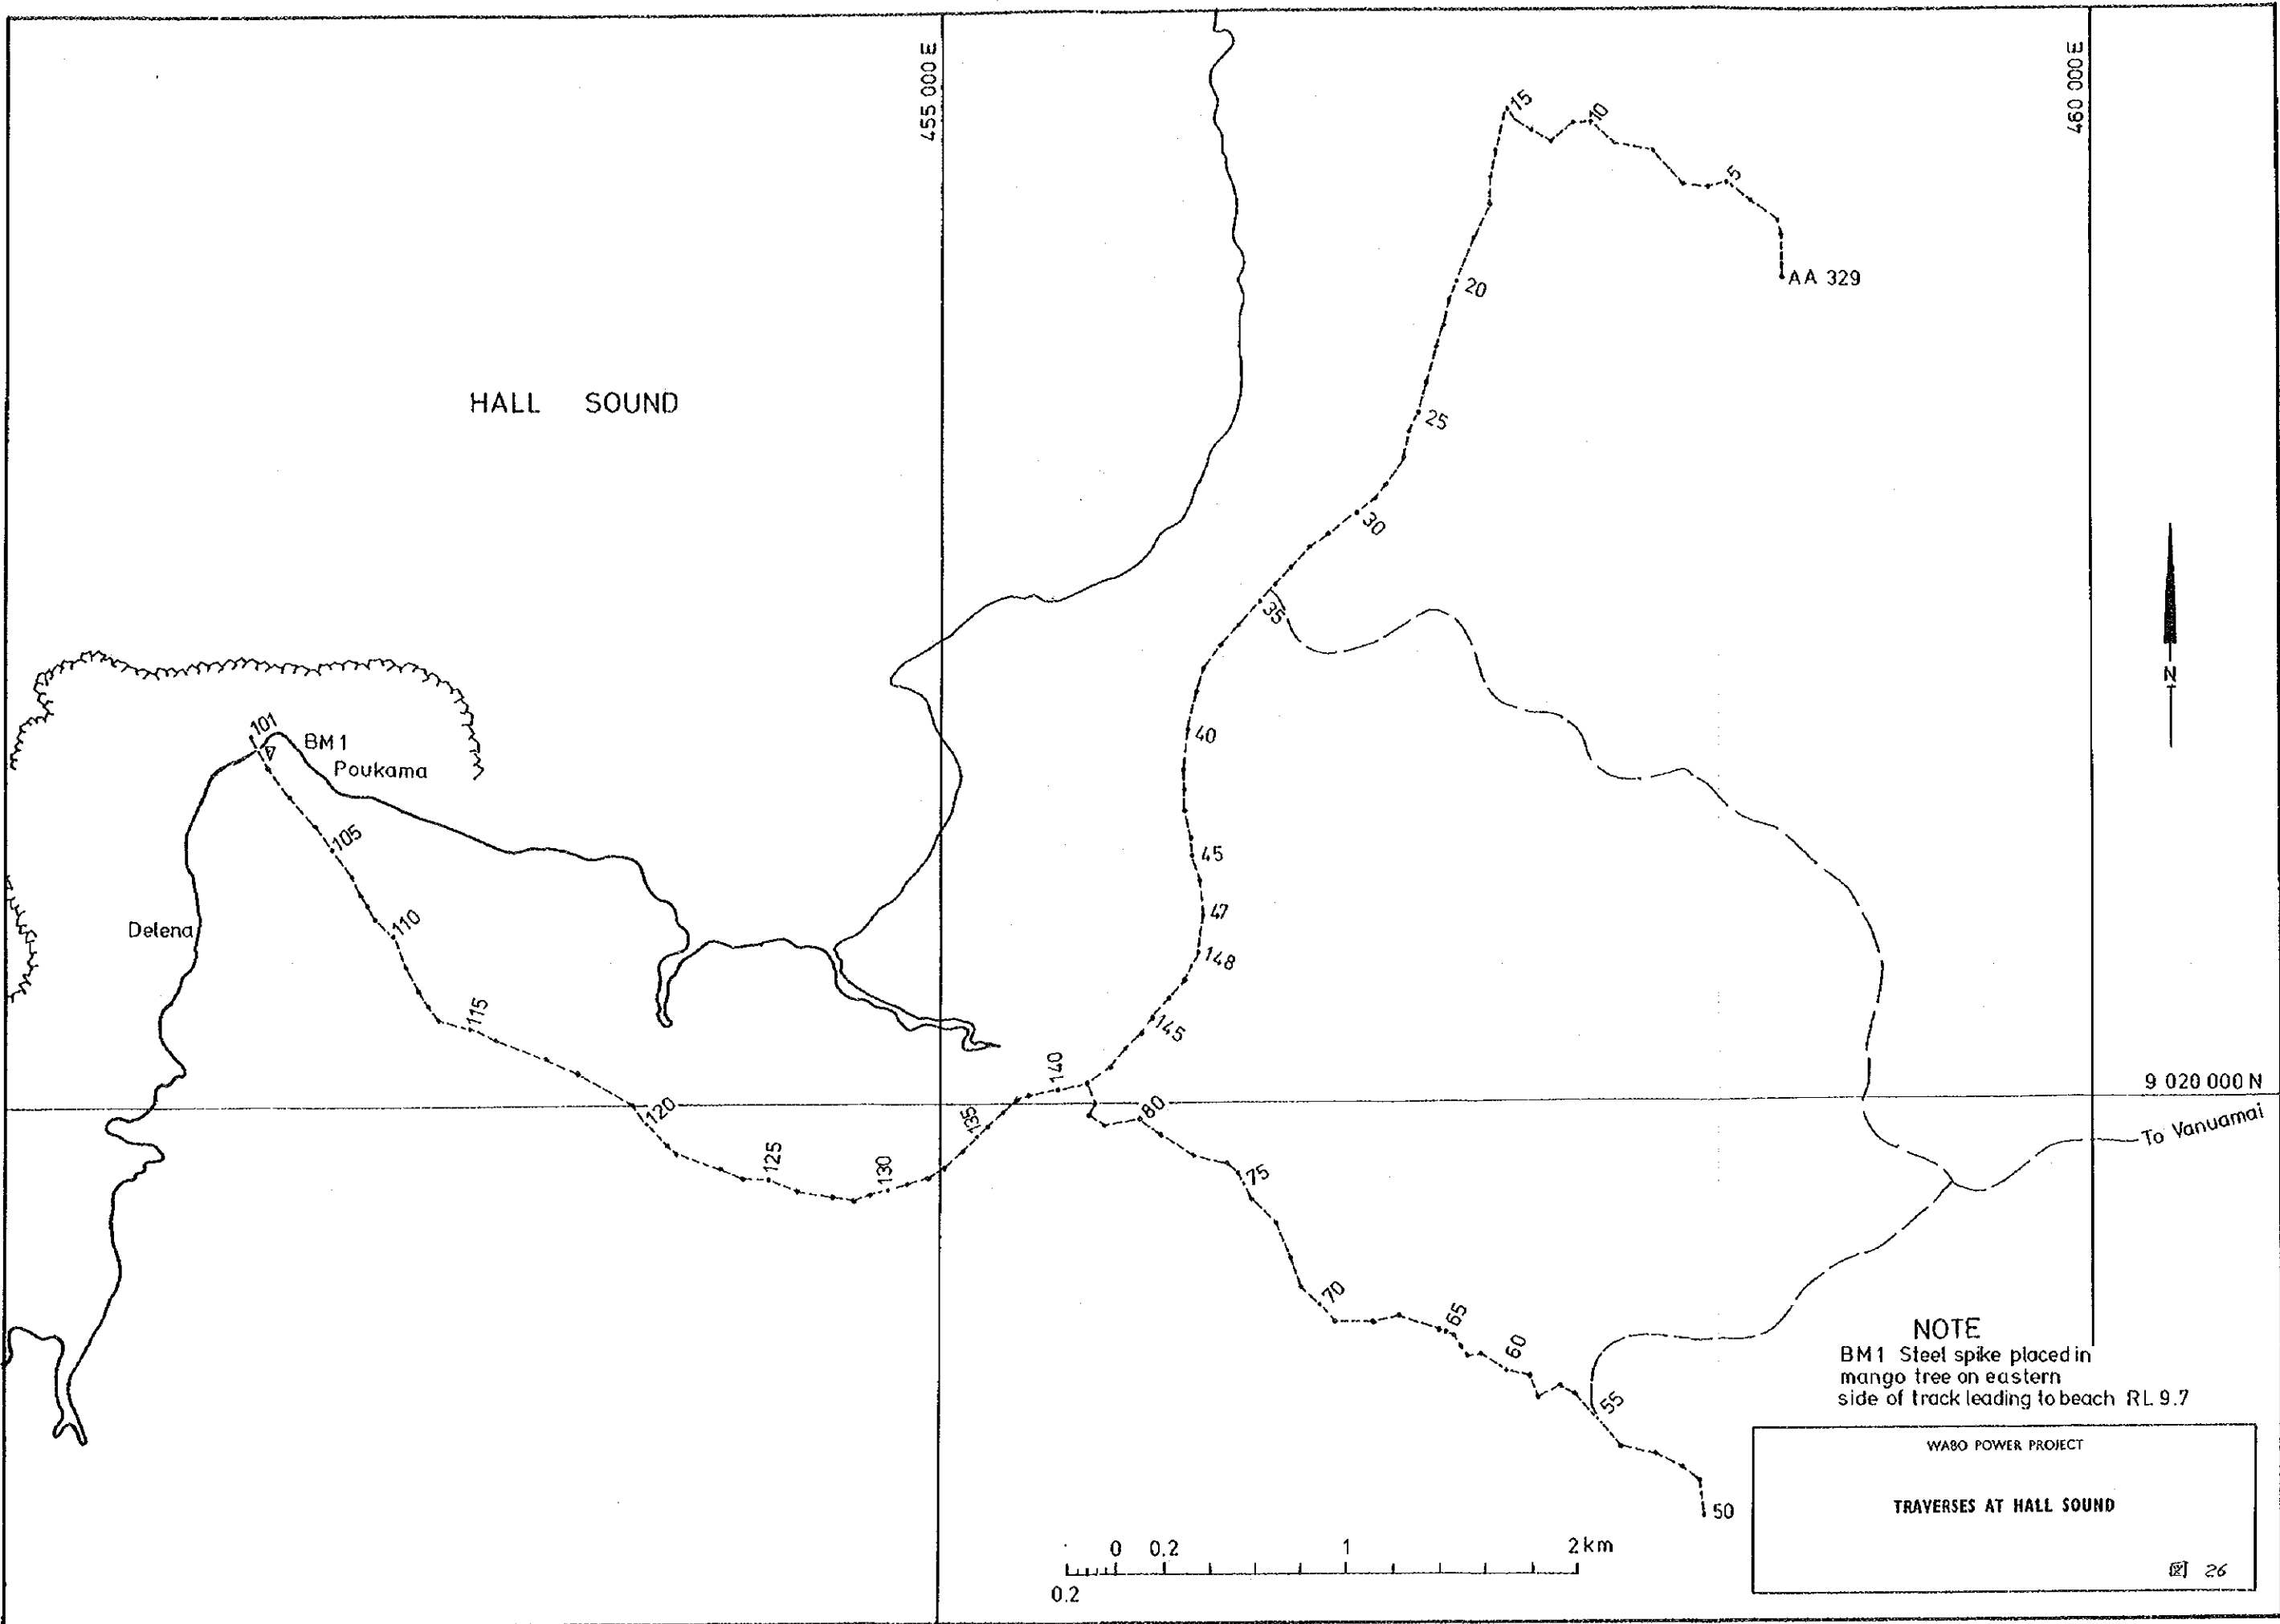 455 000 E
460 000 E
15
10
5
AA 329
20
HALL SOUND
25
30
35
N
101
BM1
40
Poukama
105
45
47
110
Delena
148
115
145
140
9 020 000 N
120
135
80
To Vanuamai
125
130
75
70
65
60
55
NOTE
BM1 Steel spike placed in
mango tree on eastern
side of track leading to beach RL 9.7
WABO POWER PROJECT
TRAVERSES AT HALL SOUND
50
0 0.2 1 2 km
0.2
図 26